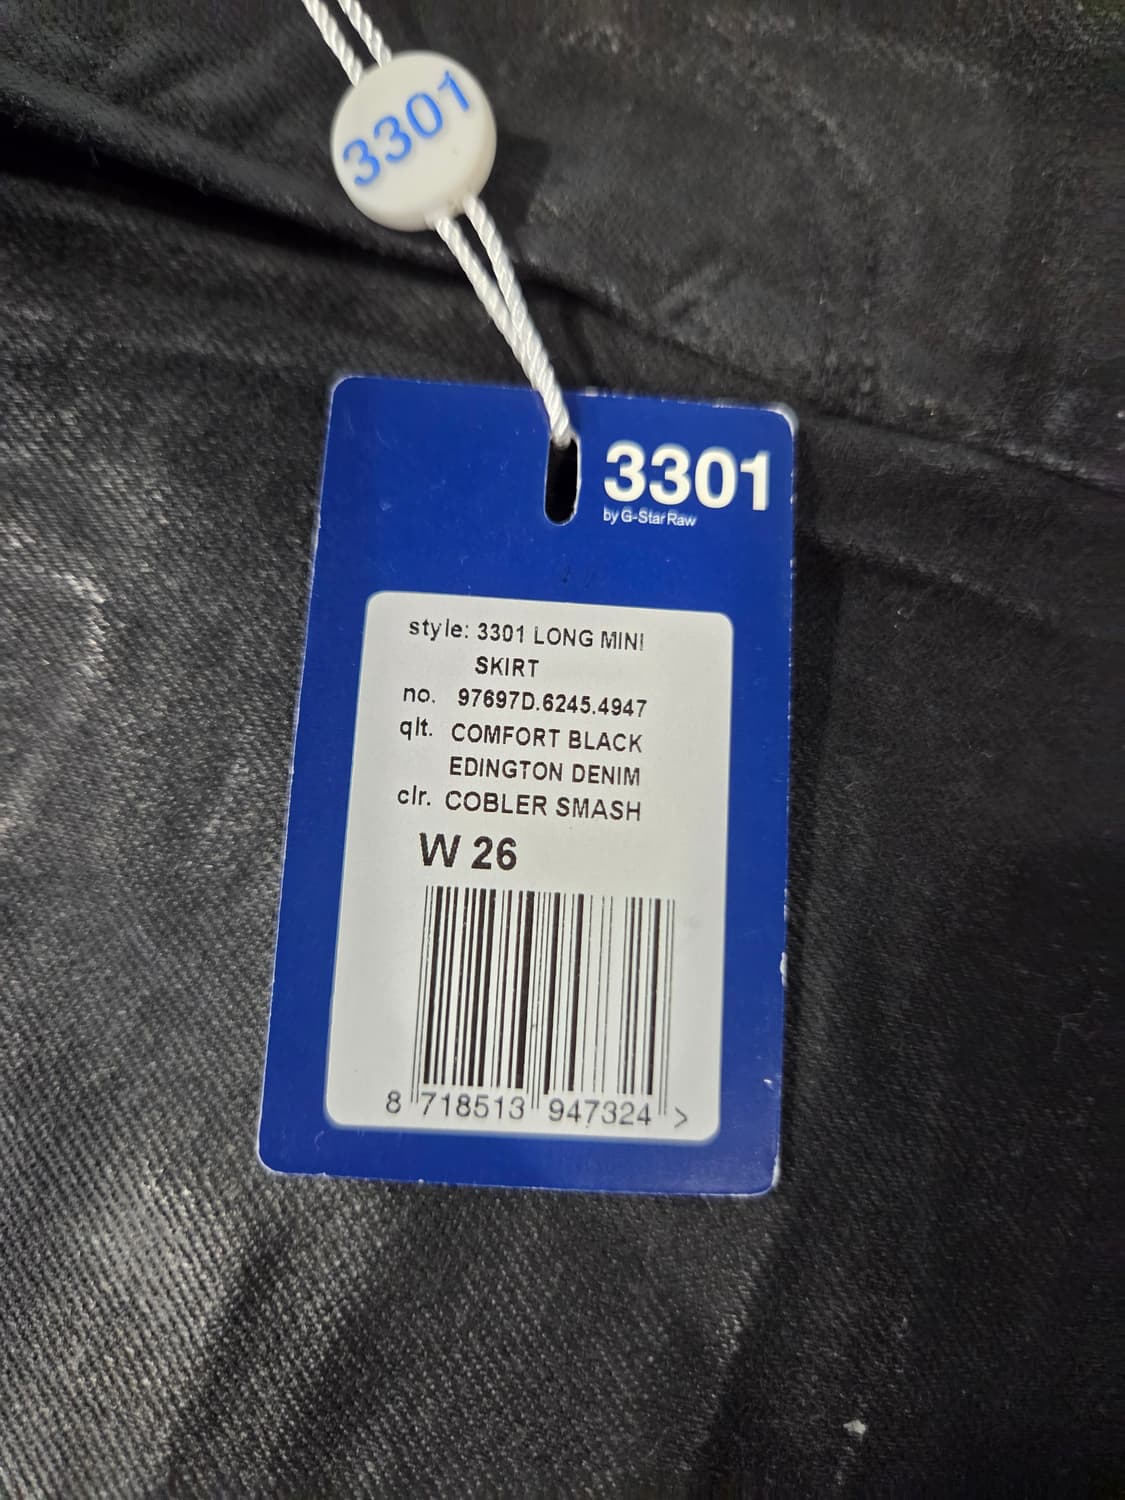 3301
3301
by G-Star Raw
style: 3301 LONG MINI
SKIRT
no. 97697D.6245.4947
qlt. COMFORT BLACK
EDINGTON DENIM
clr. COBLER SMASH
W 26
8 718513 947324 >